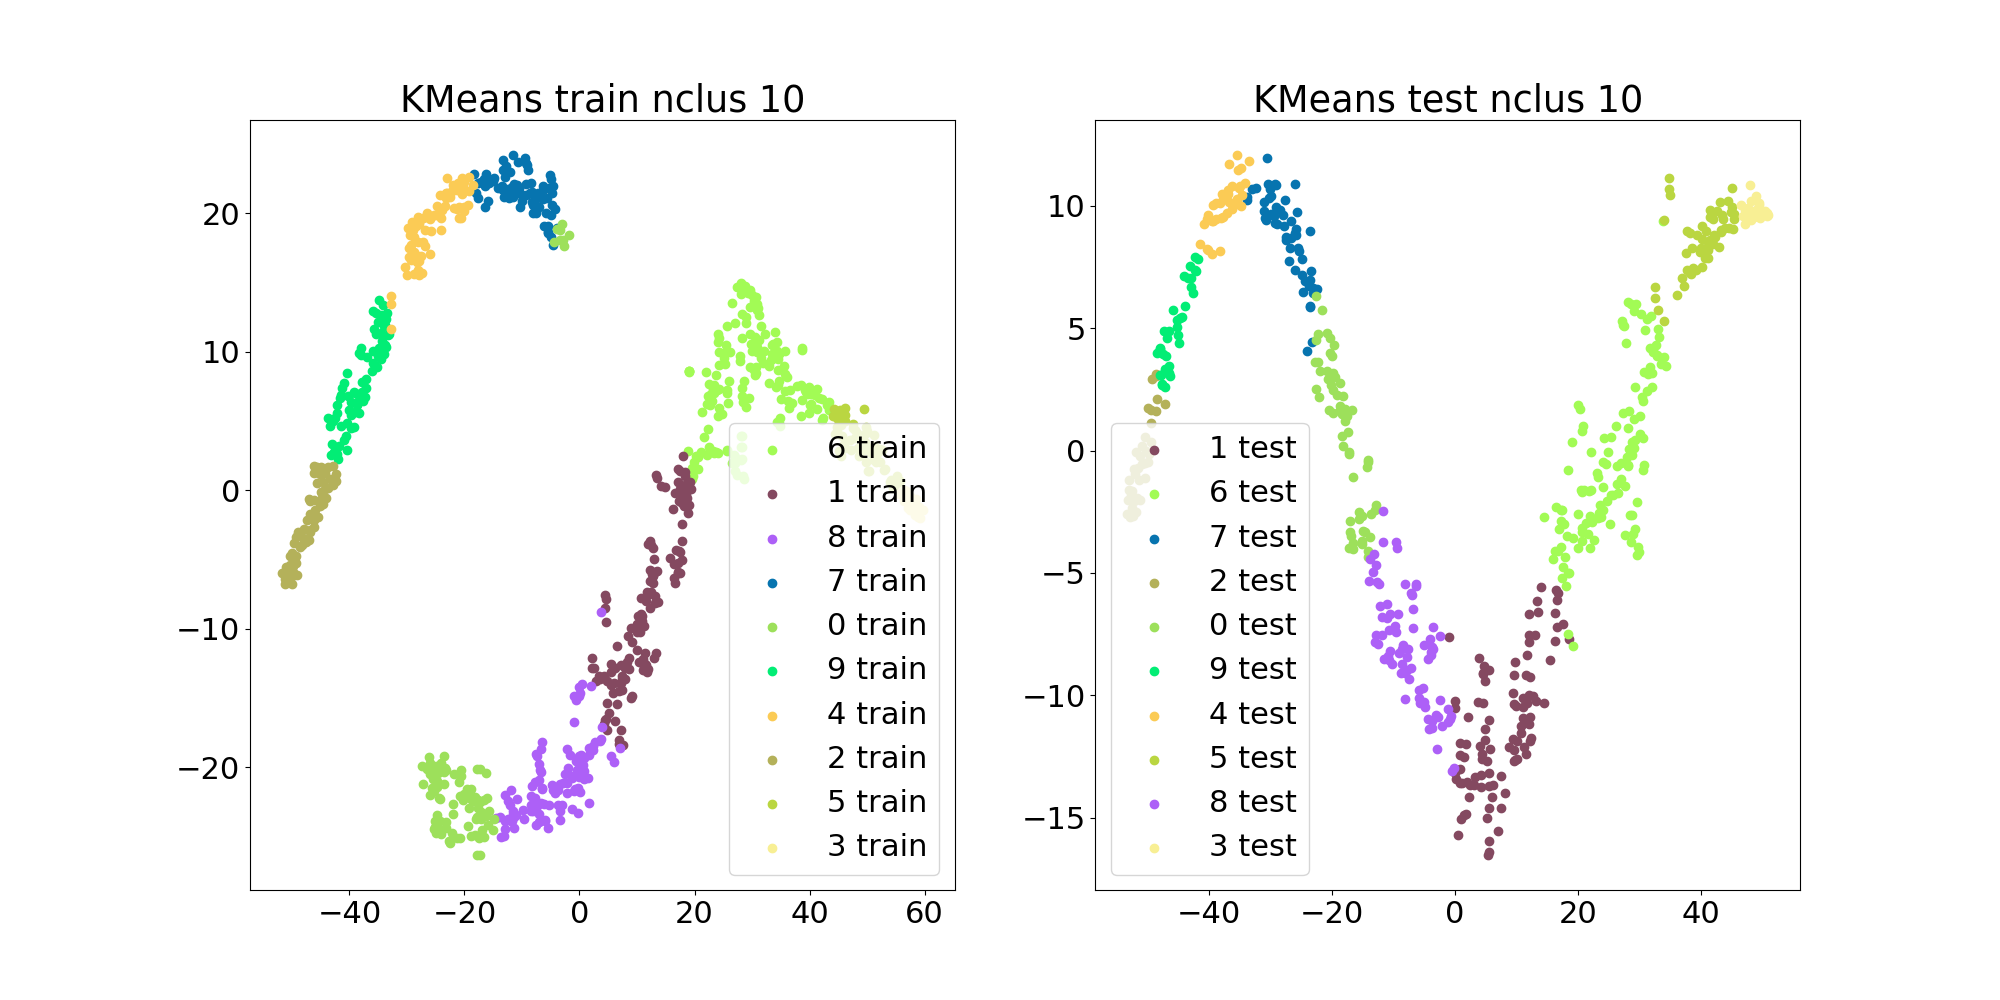 KMeans train nclus 10
20
10
0
−10
−20
−40
−20
0
20
40
60
6 train
1 train
8 train
7 train
0 train
9 train
4 train
2 train
5 train
3 train
KMeans test nclus 10
10
5
0
−5
−10
−15
−40
−20
0
20
40
1 test
6 test
7 test
2 test
0 test
9 test
4 test
5 test
8 test
3 test